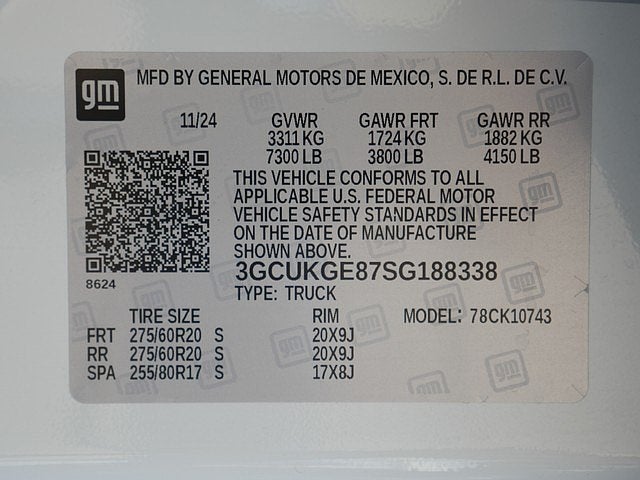 gm MFD BY GENERAL MOTORS DE MEXICO, S. DE R.L. DE C.V.
11/24 GVWR GAWR FRT GAWR RR
3311 KG 1724 KG 1882 KG
7300 LB 3800 LB 4150 LB
THIS VEHICLE CONFORMS TO ALL
APPLICABLE U.S. FEDERAL MOTOR
VEHICLE SAFETY STANDARDS IN EFFECT
ON THE DATE OF MANUFACTURE
SHOWN ABOVE.
3GCUKGE87SG188338
8624
TYPE: TRUCK
TIRE SIZE RIM MODEL: 78CK10743
FRT 275/60R20 S 20X9J
RR 275/60R20 S 20X9J
SPA 255/80R17 S 17X8J